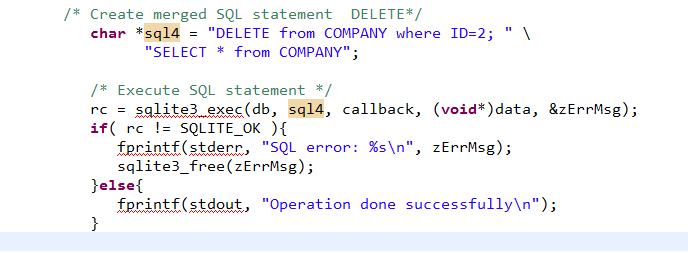 /* Create merged SQL statement  DELETE*/
char *sql4 = "DELETE from COMPANY where ID=2; " \
"SELECT * from COMPANY";
/* Execute SQL statement */
rc = sqlite3_exec(db, sql4, callback, (void*)data, &zErrMsg);
if( rc != SQLITE_OK ){
fprintf(stderr, "SQL error: %s\n", zErrMsg);
sqlite3_free(zErrMsg);
}else{
fprintf(stdout, "Operation done successfully\n");
}